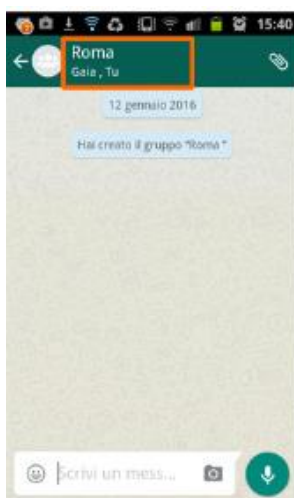 15:40
Roma
Gaia , Tu
12 gennaio 2016
Hai creato il gruppo "Roma "
Scrivi un mess...